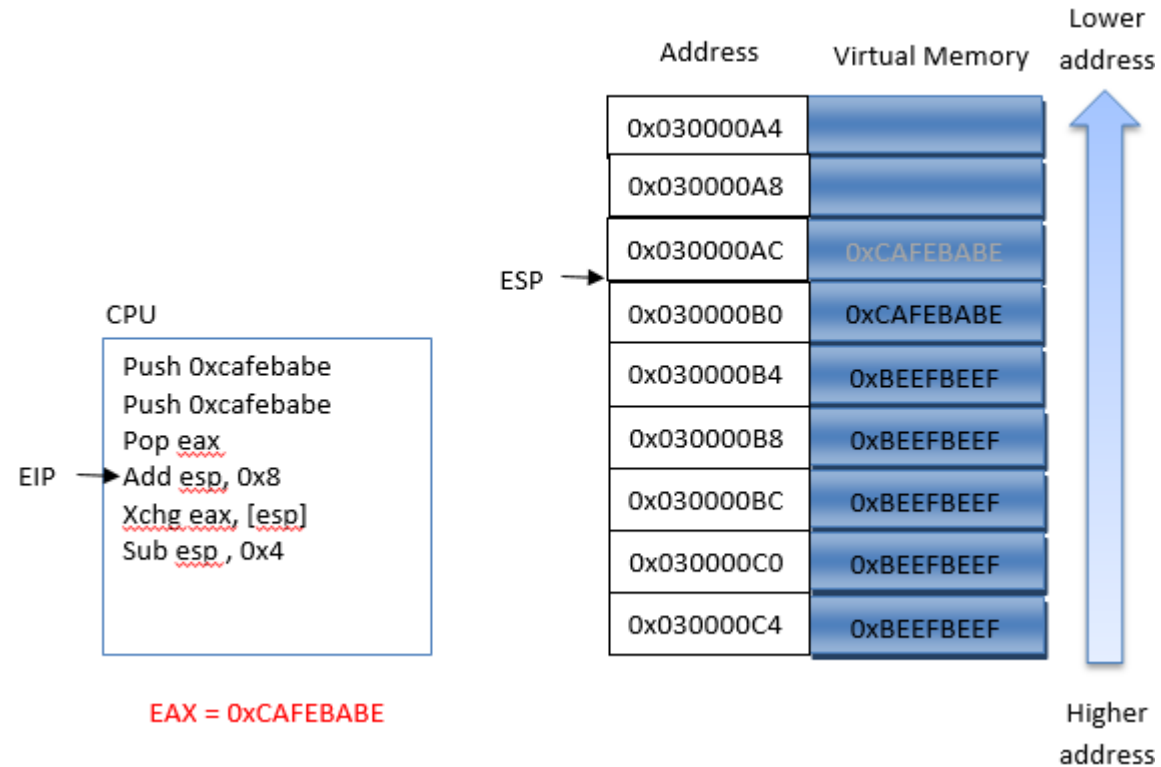 Lower
address
Address Virtual Memory
0x030000A4
0x030000A8
0x030000AC 0xCAFEBABE
ESP
0x030000B0 0xCAFEBABE
0x030000B4 0xBEEFBEEF
0x030000B8 0xBEEFBEEF
0x030000BC 0xBEEFBEEF
0x030000C0 0xBEEFBEEF
0x030000C4 0xBEEFBEEF
Higher
address
CPU
Push 0xcafebabe
Push 0xcafebabe
Pop eax
EIP Add esp, 0x8
Xchg eax, [esp]
Sub esp , 0x4
EAX = 0xCAFEBABE